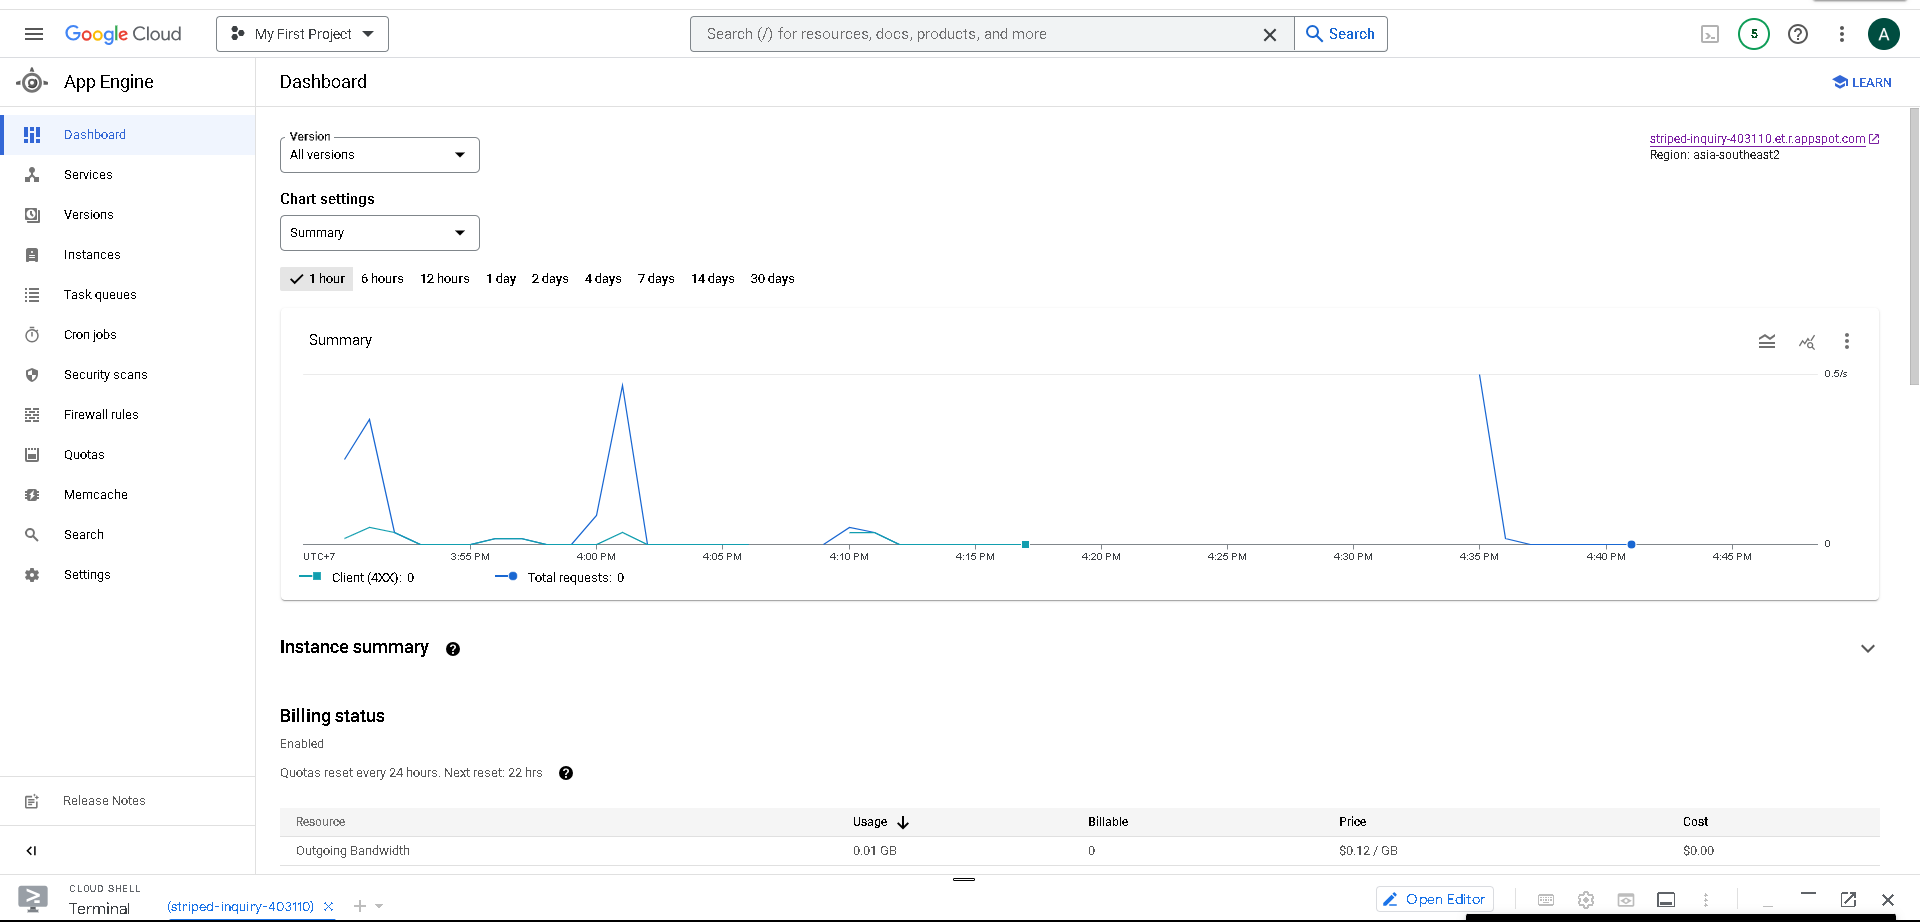 Google Cloud
My First Project
Search (/) for resources, docs, products, and more
Search
5
A
App Engine
Dashboard
LEARN
Dashboard
Services
Versions
Instances
Task queues
Cron jobs
Security scans
Firewall rules
Quotas
Memcache
Search
Settings
Release Notes
Version
All versions
striped-inquiry-403110.et.r.appspot.com
Region: asia-southeast2
Chart settings
Summary
1 hour 6 hours 12 hours 1 day 2 days 4 days 7 days 14 days 30 days
Summary
0.5/s
0
UTC+7 3:55 PM 4:00 PM 4:05 PM 4:10 PM 4:15 PM 4:20 PM 4:25 PM 4:30 PM 4:35 PM 4:40 PM 4:45 PM
Client (4XX): 0 Total requests: 0
Instance summary
Billing status
Enabled
Quotas reset every 24 hours. Next reset: 22 hrs
Resource Usage Billable Price Cost
Outgoing Bandwidth 0.01 GB 0 $0.12 / GB $0.00
CLOUD SHELL
Terminal
(striped-inquiry-403110)
Open Editor